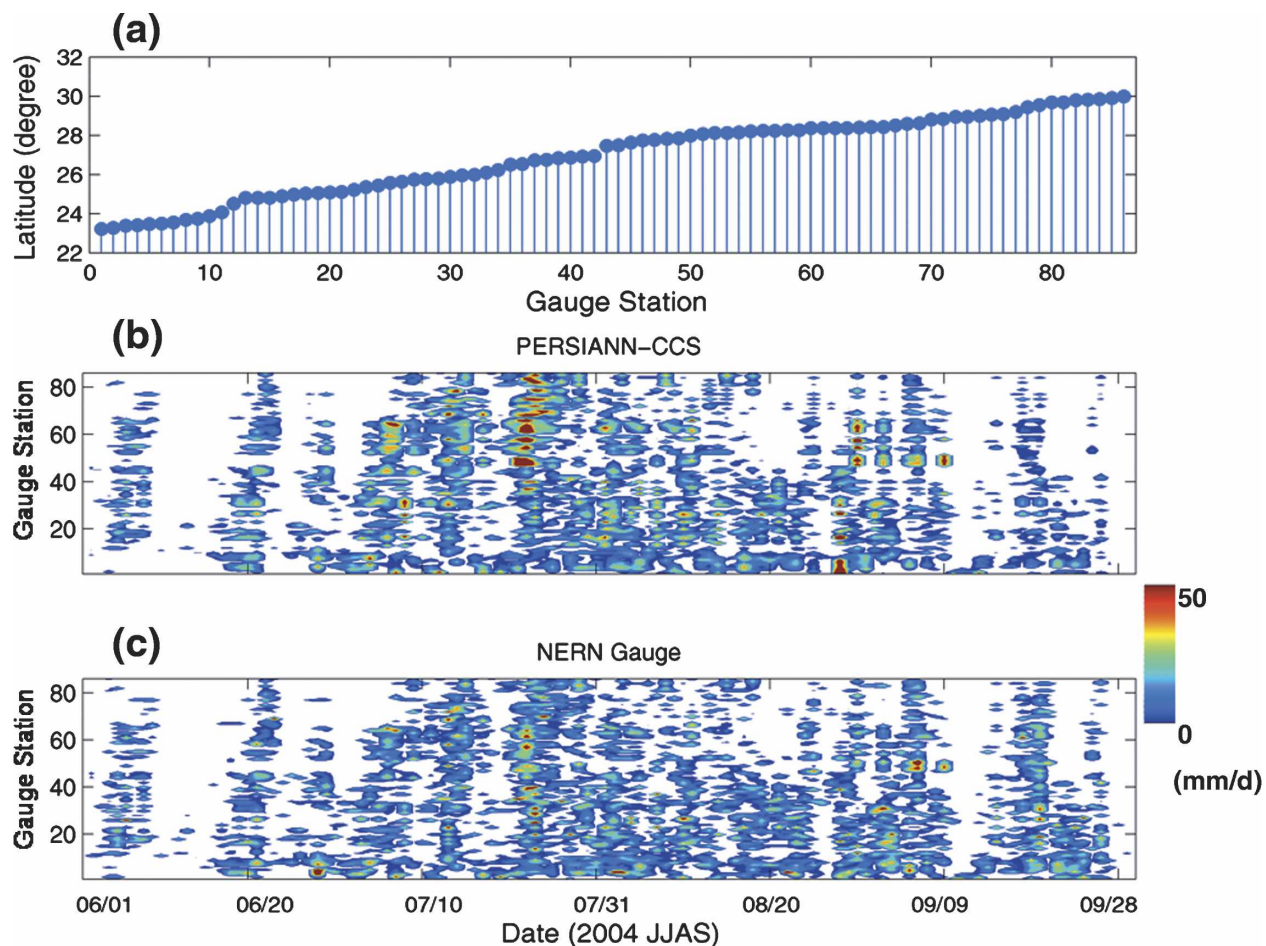 (a)
Latitude (degree)
32
30
28
26
24
22
0 10 20 30 40 50 60 70 80
Gauge Station
(b)
PERSIANN-CCS
Gauge Station
80
60
40
20
(c)
NERN Gauge
Gauge Station
80
60
40
20
50
0
(mm/d)
06/01 06/20 07/10 07/31 08/20 09/09 09/28
Date (2004 JJAS)